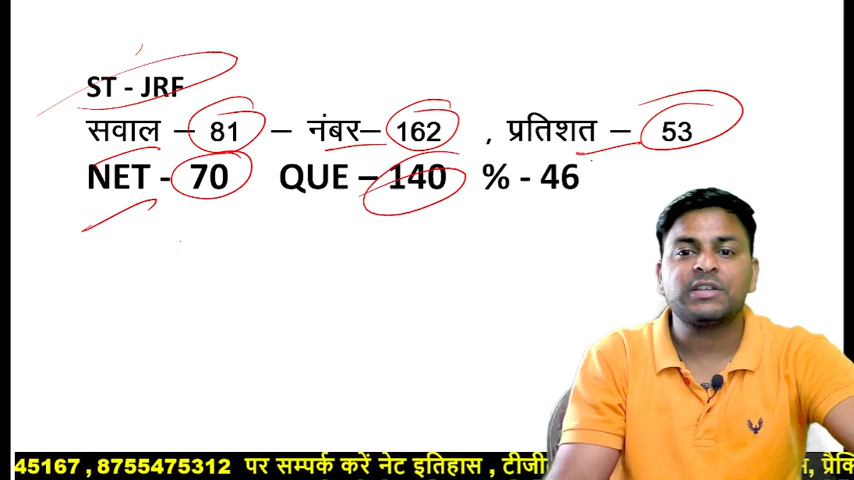 ST - JRF
सवाल – 81 – नंबर– 162 , प्रतिशत – 53
NET - 70 QUE – 140 % - 46
45167 , 8755475312 पर सम्पर्क करें नेट इतिहास , टीजी